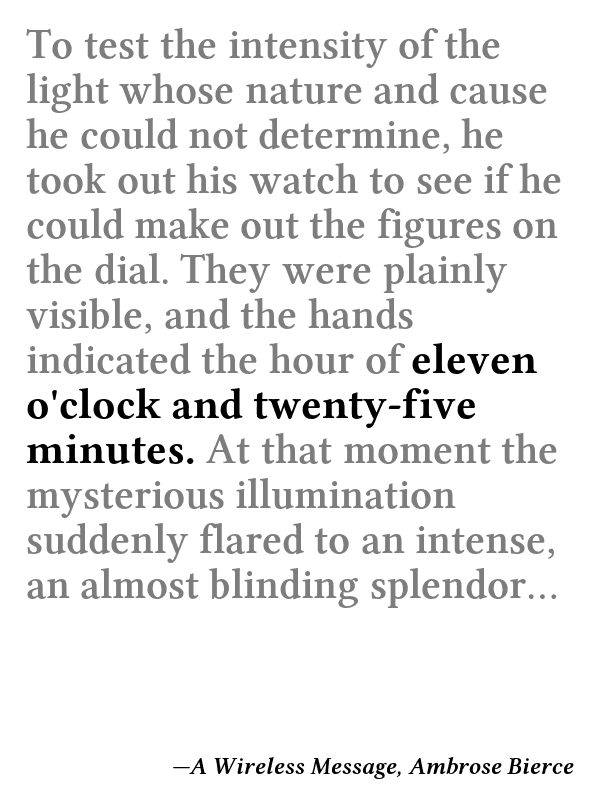 To test the intensity of the
light whose nature and cause
he could not determine, he
took out his watch to see if he
could make out the figures on
the dial. They were plainly
visible, and the hands
indicated the hour of eleven
o'clock and twenty-five
minutes. At that moment the
mysterious illumination
suddenly flared to an intense,
an almost blinding splendor...
—A Wireless Message, Ambrose Bierce